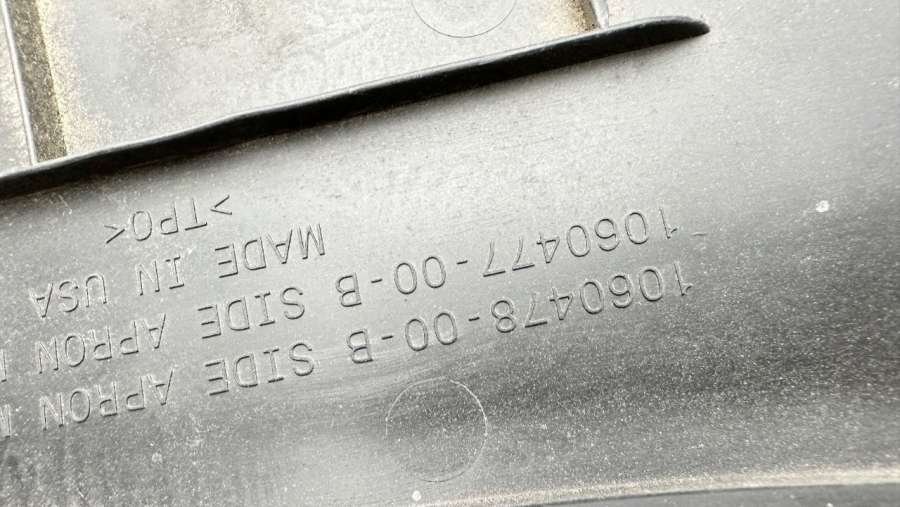 1060478-00-B SIDE APRON
1060477-00-B SIDE APRON
MADE IN USA
>TPO<